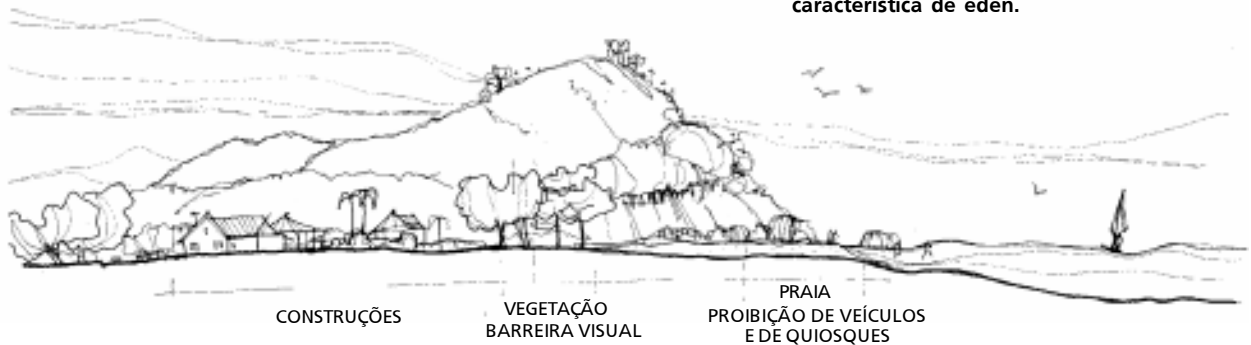 característica de éden.
CONSTRUÇÕES
VEGETAÇÃO
BARREIRA VISUAL
PRAIA
PROIBIÇÃO DE VEÍCULOS
E DE QUIOSQUES